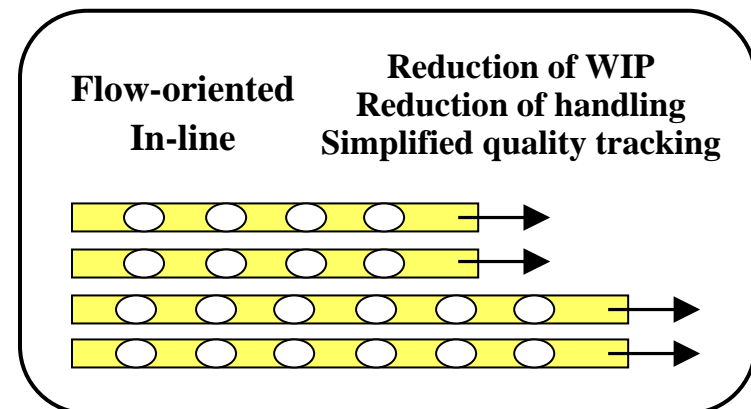 Flow-oriented
In-line
Reduction of WIP
Reduction of handling
Simplified quality tracking